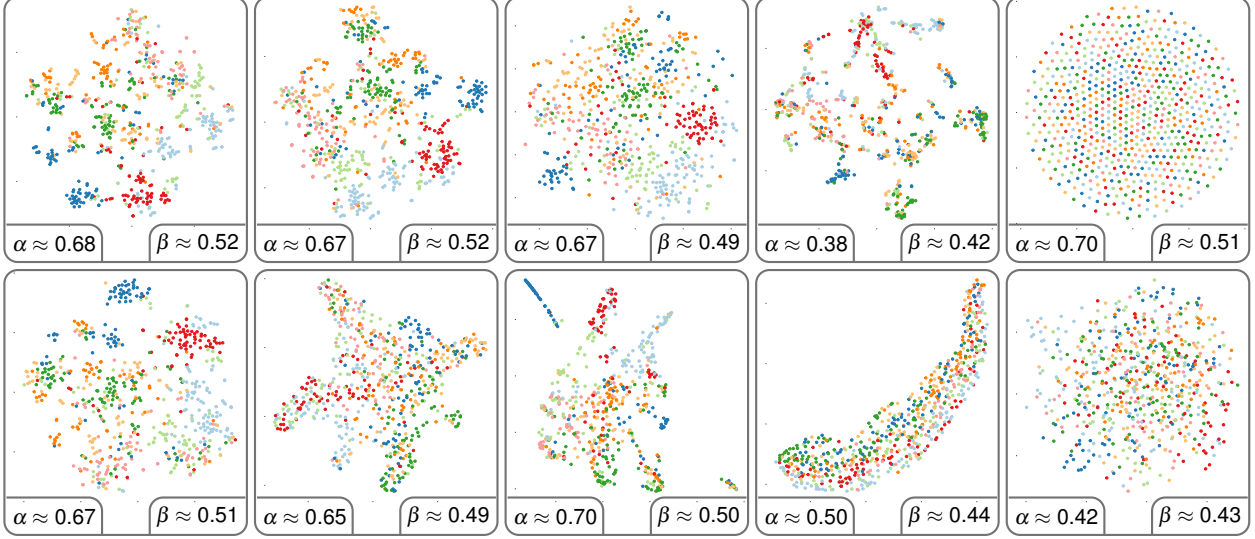 α ≈ 0.68 β ≈ 0.52 α ≈ 0.67 β ≈ 0.52 α ≈ 0.67 β ≈ 0.49 α ≈ 0.38 β ≈ 0.42 α ≈ 0.70 β ≈ 0.51
α ≈ 0.67 β ≈ 0.51 α ≈ 0.65 β ≈ 0.49 α ≈ 0.70 β ≈ 0.50 α ≈ 0.50 β ≈ 0.44 α ≈ 0.42 β ≈ 0.43